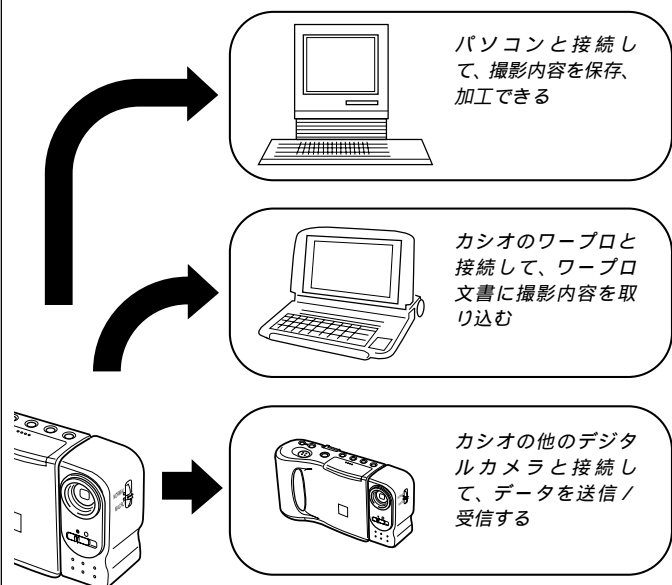 パソコンと接続し
て、撮影内容を保存、
加工できる
カシオのワープロと
接続して、ワープロ
文書に撮影内容を取
り込む
カシオの他のデジタ
ルカメラと接続し
て、データを送信/
受信する